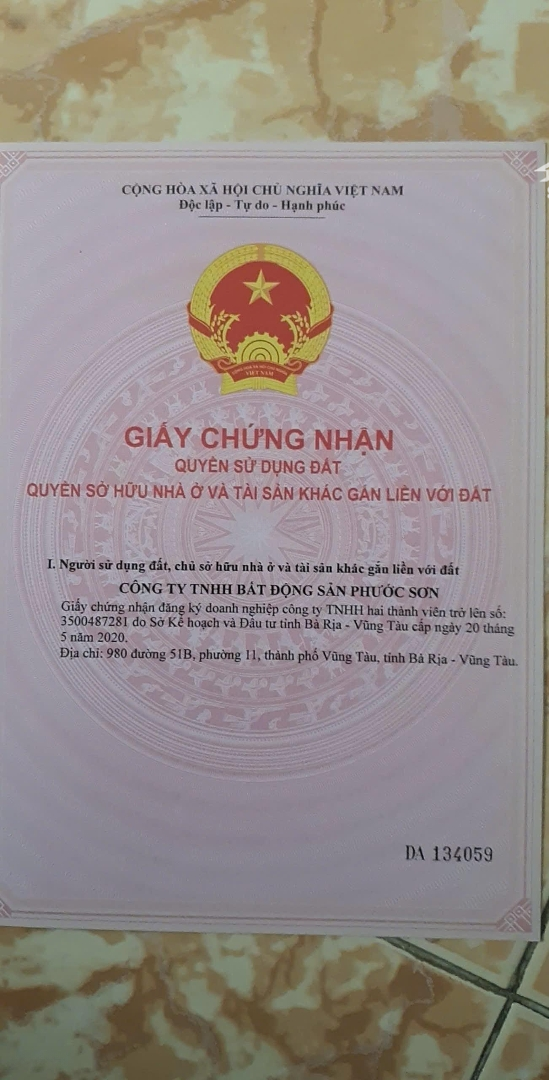 CỘNG HÒA XÃ HỘI CHỦ NGHĨA VIỆT NAM
Độc lập - Tự do - Hạnh phúc
VIỆT NAM
GIẤY CHỨNG NHẬN
QUYỀN SỬ DỤNG ĐẤT
QUYỀN SỞ HỮU NHÀ Ở VÀ TÀI SẢN KHÁC GẮN LIỀN VỚI ĐẤT
I. Người sử dụng đất, chủ sở hữu nhà ở và tài sản khác gắn liền với đất
CÔNG TY TNHH BẤT ĐỘNG SẢN PHƯỚC SƠN
Giấy chứng nhận đăng ký doanh nghiệp công ty TNHH hai thành viên trở lên số:
3500487281 do Sở Kế hoạch và Đầu tư tỉnh Bà Rịa - Vũng Tàu cấp ngày 20 tháng
5 năm 2020.
Địa chỉ: 980 đường 51B, phường 11, thành phố Vũng Tàu, tỉnh Bà Rịa - Vũng Tàu.
DA 134059